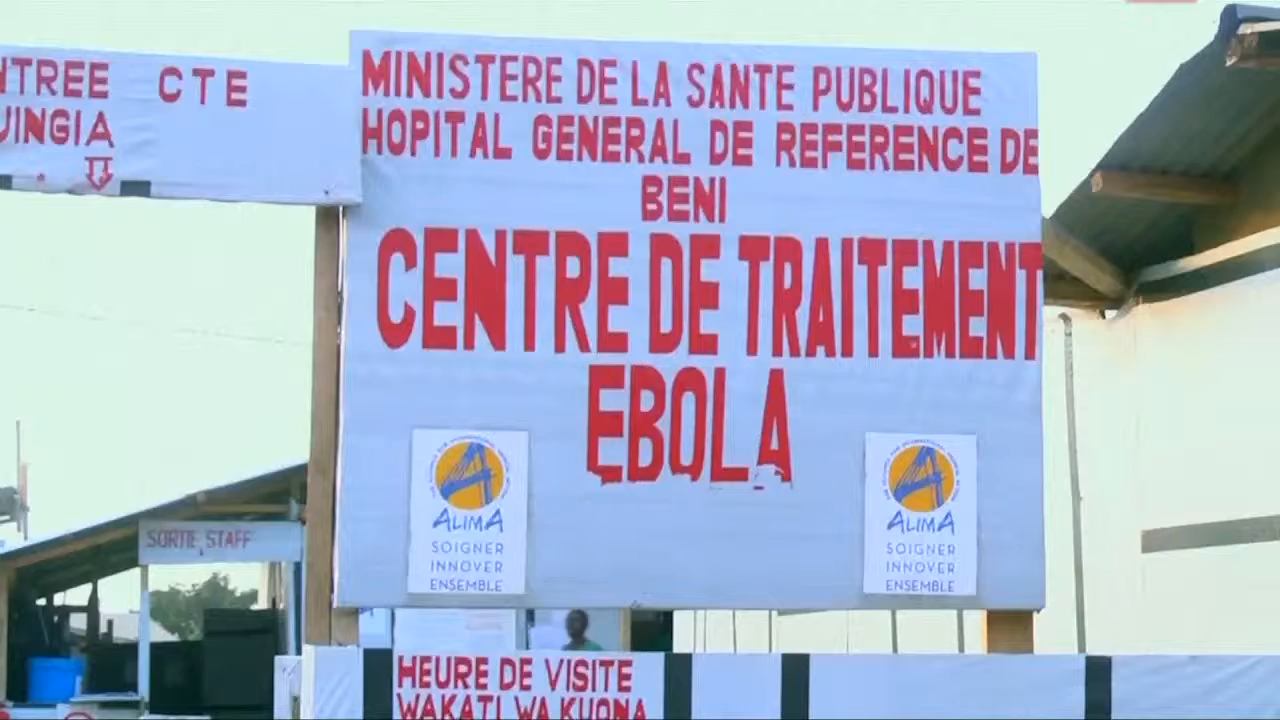 NTREE CTE
UINGIA
MINISTERE DE LA SANTE PUBLIQUE
HOPITAL GENERAL DE REFERENCE DE
BENI
CENTRE DE TRAITEMENT
EBOLA
ALIMA
SOIGNER
INNOVER
ENSEMBLE
ALIMA
SOIGNER
INNOVER
ENSEMBLE
SORTIE STAFF
HEURE DE VISITE
WAKATI WA KUONA